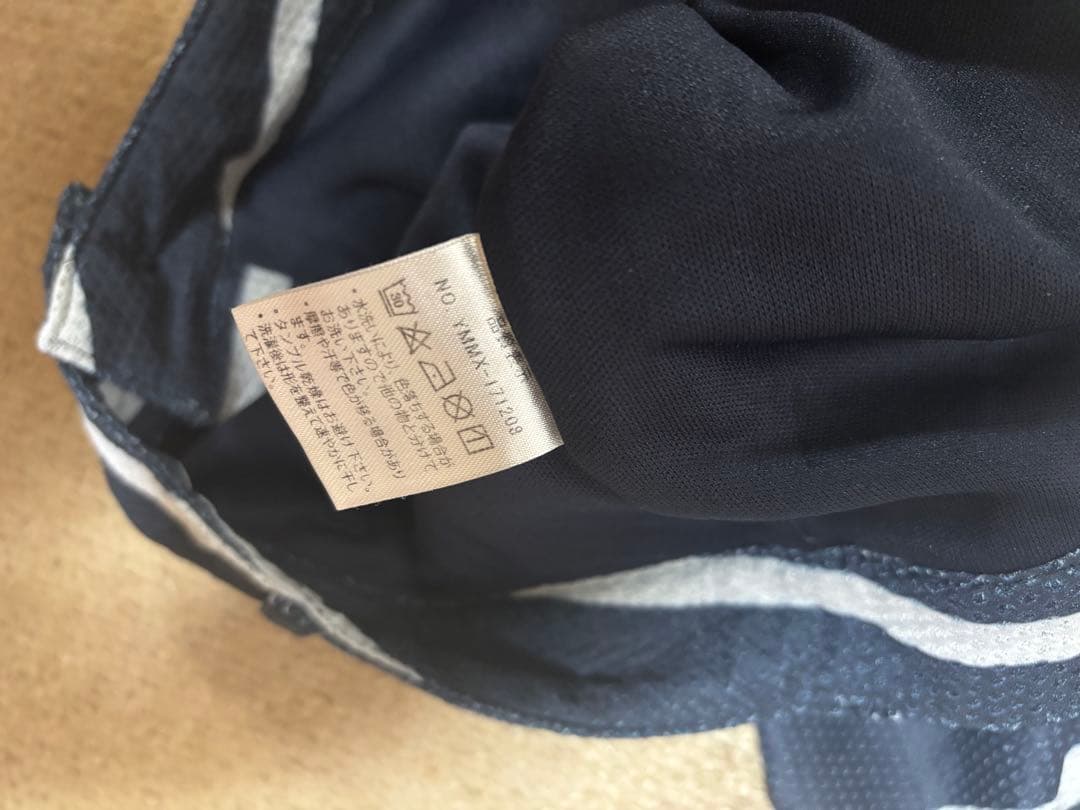 NO. YMMX-171209
30
・水洗いにより、色落ちする場合が
ありますので他の物と分けて
お洗い下さい。
・摩擦や汗等で色が移る場合があり
ます。
・タンブル乾燥はお避け下さい。
・洗濯後は形を整えて速やかに干し
て下さい。